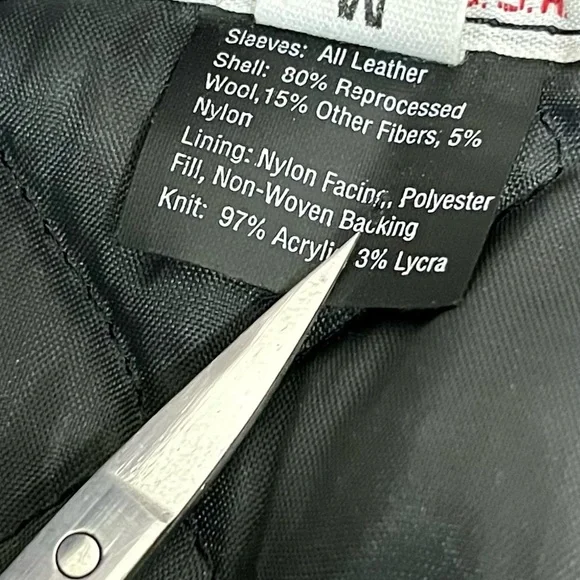 M
U.S.A
Sleeves: All Leather
Shell: 80% Reprocessed
Wool, 15% Other Fibers, 5%
Nylon
Lining: Nylon Facing, Polyester
Fill, Non-Woven Backing
Knit: 97% Acrylic 3% Lycra